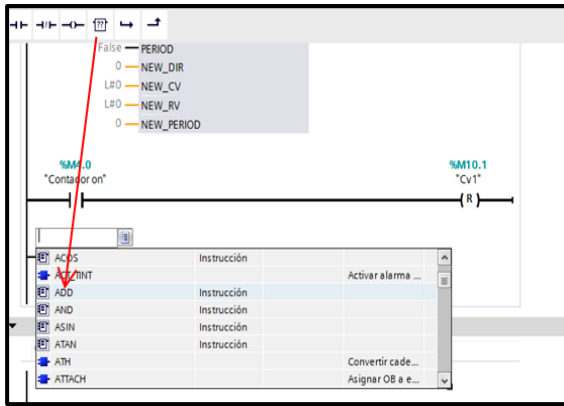 ??
False PERIOD
0 NEW_DIR
L#0 NEW_CV
L#0 NEW_RV
0 NEW_PERIOD
%M4.0 %M10.1
"Contador on" "Cv1"
R
ACOS Instrucción
ACT_TINT Activar alarma ...
ADD Instrucción
AND Instrucción
ASIN Instrucción
ATAN Instrucción
ATH Convertir cade...
ATTACH Asignar OB a e...